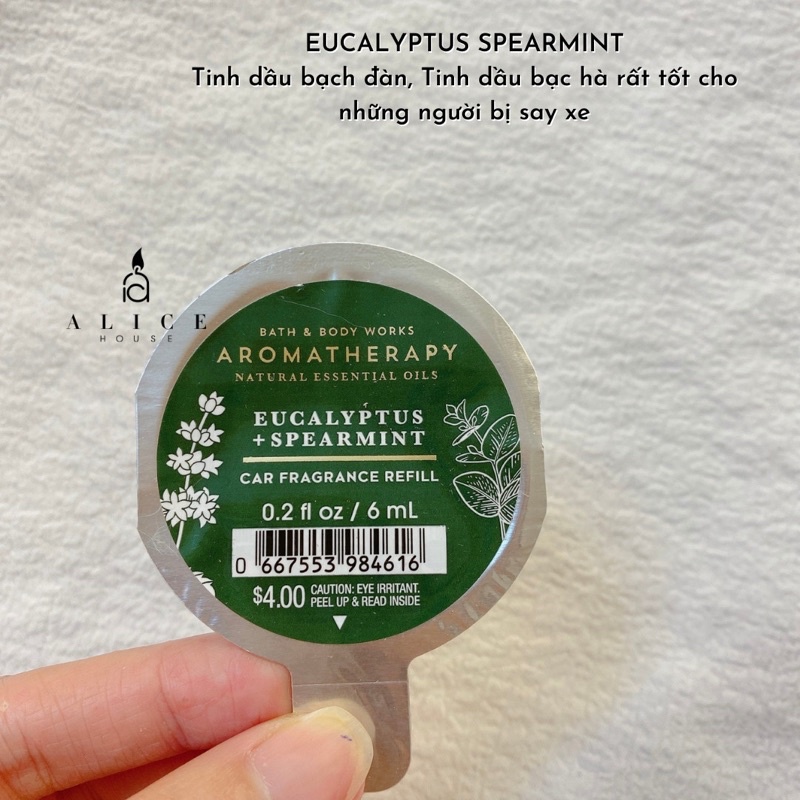 EUCALYPTUS SPEARMINT
Tinh dầu bạch đàn, Tinh dầu bạc hà rất tốt cho
những người bị say xe
ALICE
HOUSE
BATH & BODY WORKS
AROMATHERAPY
NATURAL ESSENTIAL OILS
EUCALYPTUS
+ SPEARMINT
CAR FRAGRANCE REFILL
0.2 fl oz / 6 mL
0 667553 984616
$4.00 CAUTION: EYE IRRITANT.
PEEL UP & READ INSIDE